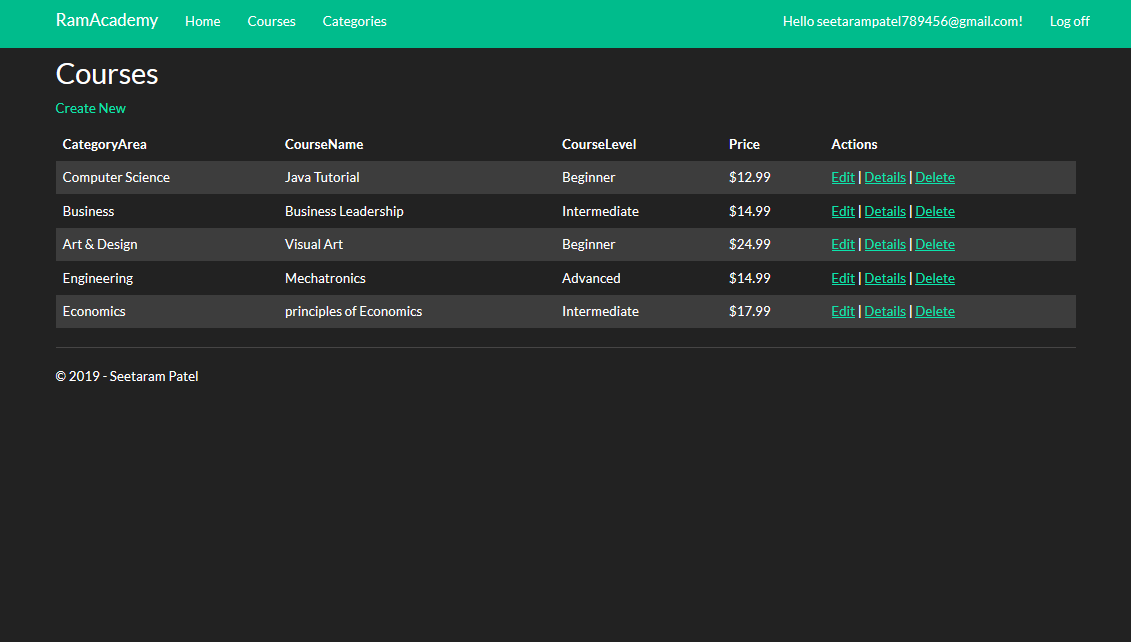 RamAcademy Home Courses Categories Hello seetarampatel789456@gmail.com! Log off
Courses
Create New
CategoryArea CourseName CourseLevel Price Actions
Computer Science Java Tutorial Beginner $12.99 Edit | Details | Delete
Business Business Leadership Intermediate $14.99 Edit | Details | Delete
Art & Design Visual Art Beginner $24.99 Edit | Details | Delete
Engineering Mechatronics Advanced $14.99 Edit | Details | Delete
Economics principles of Economics Intermediate $17.99 Edit | Details | Delete
© 2019 - Seetaram Patel